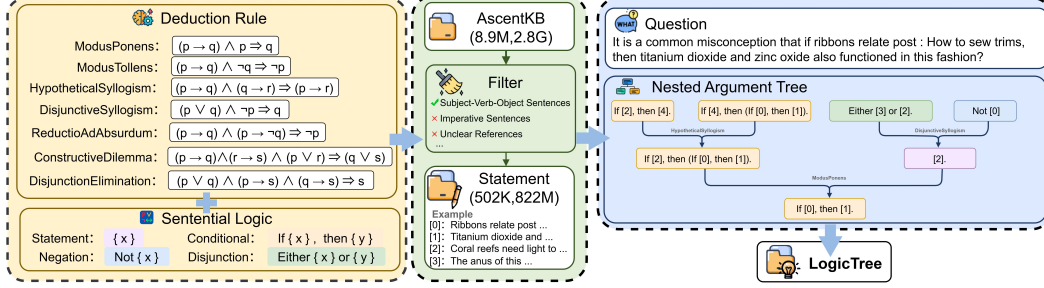 Deduction Rule
ModusPonens: (p → q) ∧ p ⇒ q
ModusTollens: (p → q) ∧ ¬q ⇒ ¬p
HypotheticalSyllogism: (p → q) ∧ (q → r) ⇒ (p → r)
DisjunctiveSyllogism: (p ∨ q) ∧ ¬p ⇒ q
ReductioAdAbsurdum: (p → q) ∧ (p → ¬q) ⇒ ¬p
ConstructiveDilemma: (p → q)∧(r → s) ∧ (p ∨ r) ⇒ (q ∨ s)
DisjunctionElimination: (p ∨ q) ∧ (p → s) ∧ (q → s) ⇒ s
Sentential Logic
Statement: { x } Conditional: If { x } , then { y }
Negation: Not { x } Disjunction: Either { x } or { y }
AscentKB
(8.9M,2.8G)
Filter
Subject-Verb-Object Sentences
Imperative Sentences
Unclear References
...
Statement
(502K,822M)
Example
[0]: Ribbons relate post ...
[1]: Titanium dioxide and ...
[2]: Coral reefs need light to ...
[3]: The anus of this ...
WHAT
Question
It is a common misconception that if ribbons relate post : How to sew trims,
then titanium dioxide and zinc oxide also functioned in this fashion?
Nested Argument Tree
If [2], then [4]. If [4], then (If [0], then [1]). Either [3] or [2]. Not [0]
HypotheticalSyllogism DisjunctiveSyllogism
If [2], then (If [0], then [1]). [2].
ModusPonens
If [0], then [1].
LogicTree